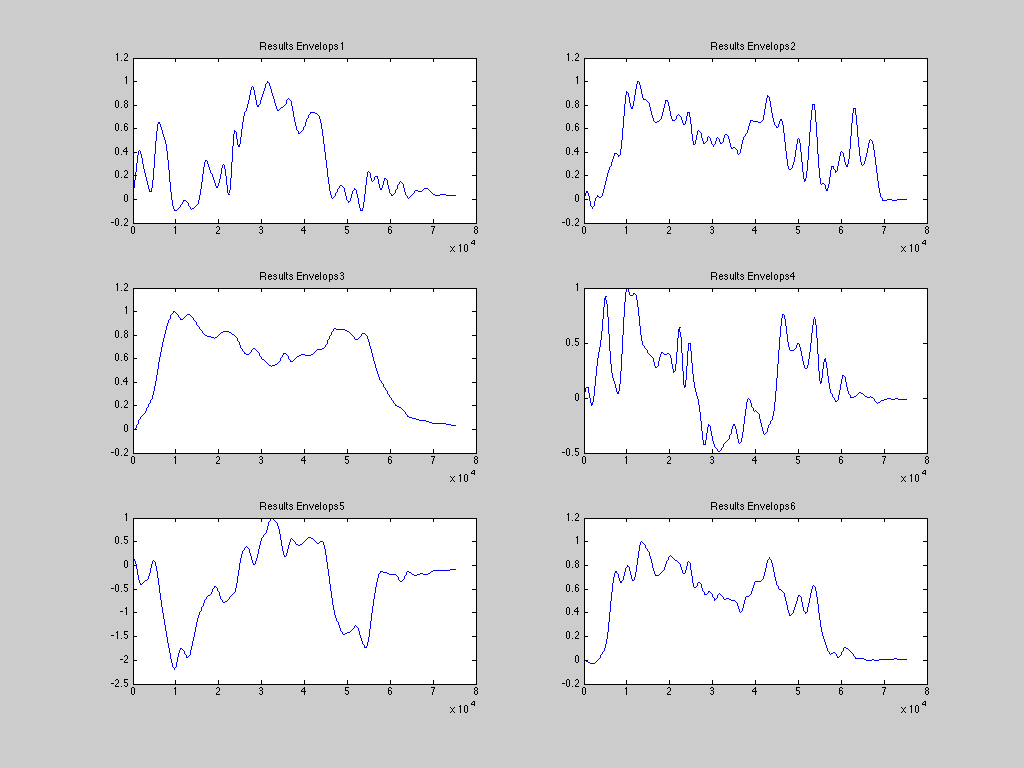 Results Envelops1
1.2
1
0.8
0.6
0.4
0.2
0
-0.2
0 1 2 3 4 5 6 7 8
x 10^4
Results Envelops2
1.2
1
0.8
0.6
0.4
0.2
0
-0.2
0 1 2 3 4 5 6 7 8
x 10^4
Results Envelops3
1.2
1
0.8
0.6
0.4
0.2
0
-0.2
0 1 2 3 4 5 6 7 8
x 10^4
Results Envelops4
1
0.5
0
-0.5
0 1 2 3 4 5 6 7 8
x 10^4
Results Envelops5
1
0.5
0
-0.5
-1
-1.5
-2
-2.5
0 1 2 3 4 5 6 7 8
x 10^4
Results Envelops6
1.2
1
0.8
0.6
0.4
0.2
0
-0.2
0 1 2 3 4 5 6 7 8
x 10^4